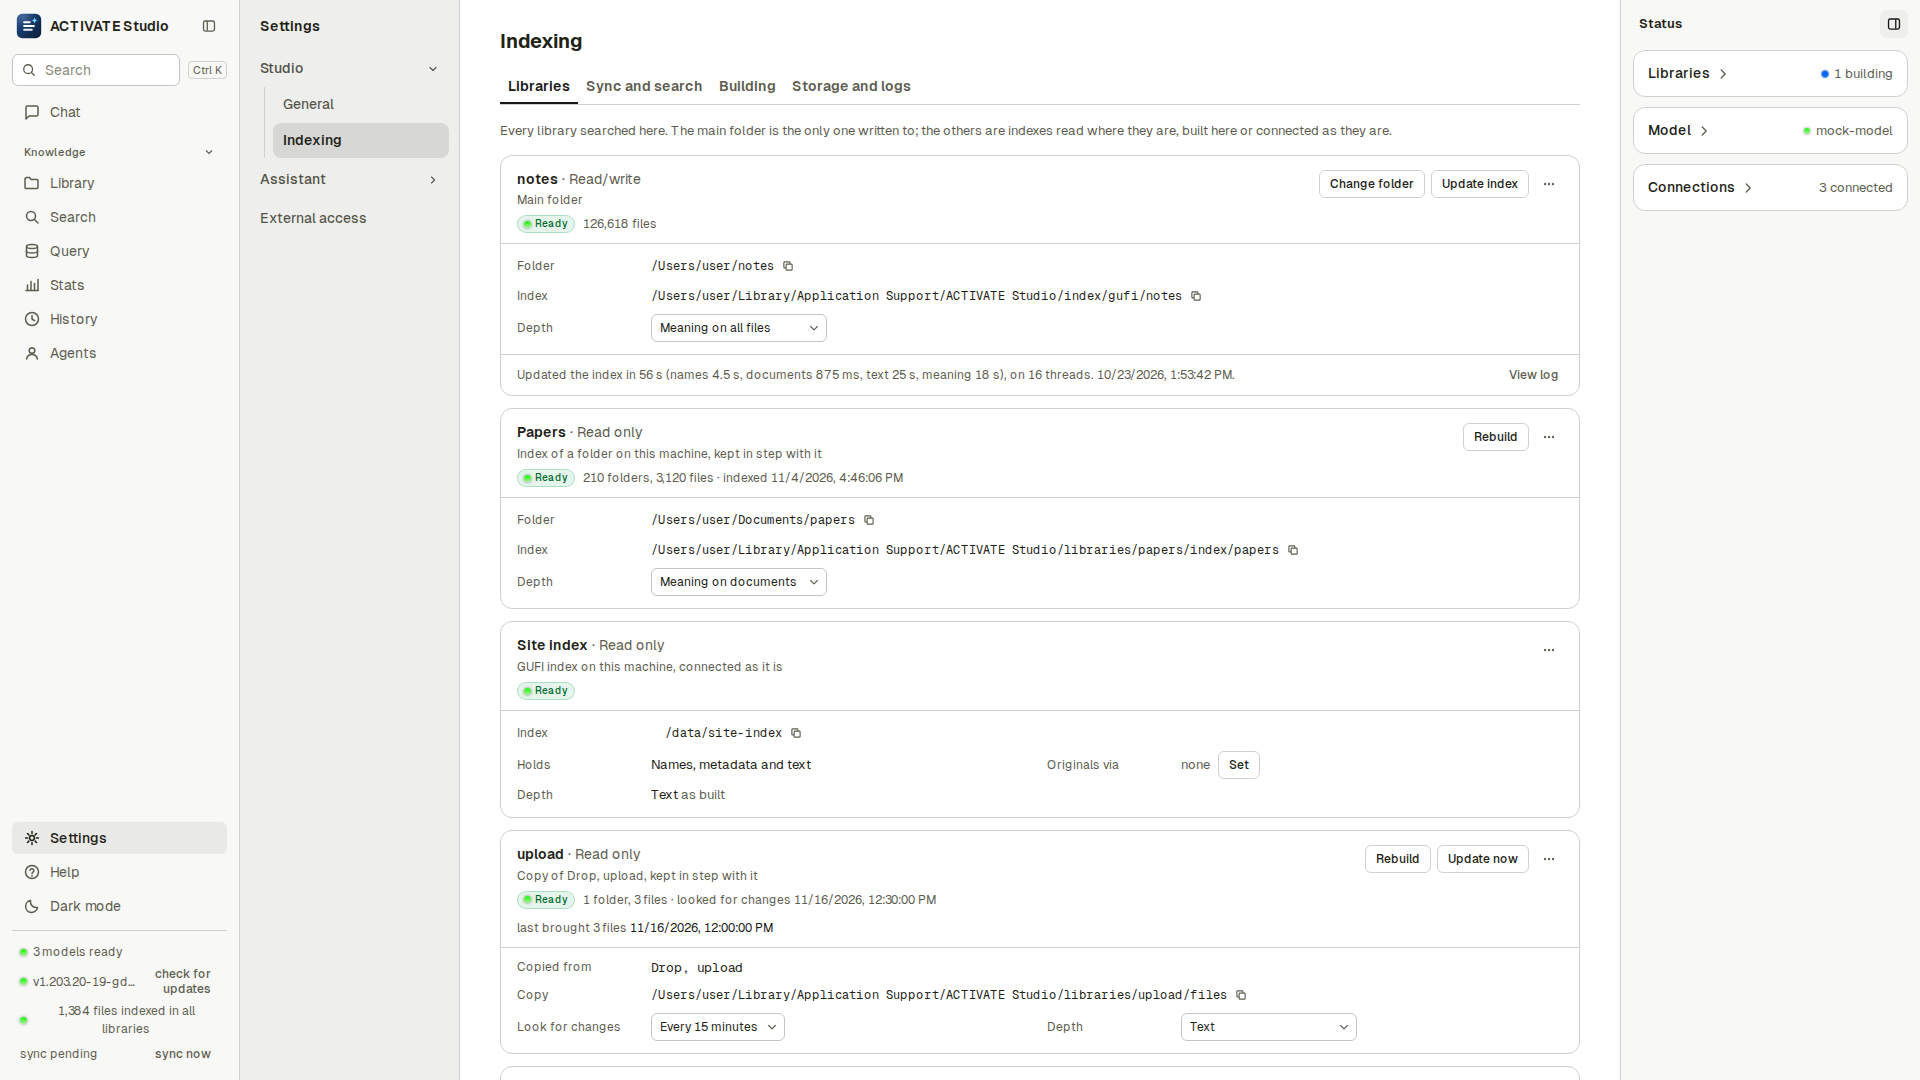 ACTIVATE Studio
Search
Ctrl K
Chat
Knowledge
Library
Search
Query
Stats
History
Agents
Settings
Help
Dark mode
3 models ready
v1.203.20-19-gd...
check for updates
1,384 files indexed in all libraries
sync pending
sync now
Settings
Studio
General
Indexing
Assistant
External access
Indexing
Libraries
Sync and search
Building
Storage and logs
Every library searched here. The main folder is the only one written to; the others are indexes read where they are, built here or connected as they are.
notes · Read/write
Main folder
Ready
126,618 files
Change folder
Update index
Folder
/Users/user/notes
Index
/Users/user/Library/Application Support/ACTIVATE Studio/index/gufi/notes
Depth
Meaning on all files
Updated the index in 56 s (names 4.5 s, documents 875 ms, text 25 s, meaning 18 s), on 16 threads. 10/23/2026, 1:53:42 PM.
View log
Papers · Read only
Index of a folder on this machine, kept in step with it
Ready
210 folders, 3,120 files · indexed 11/4/2026, 4:46:06 PM
Rebuild
Folder
/Users/user/Documents/papers
Index
/Users/user/Library/Application Support/ACTIVATE Studio/libraries/papers/index/papers
Depth
Meaning on documents
Site index · Read only
GUFI index on this machine, connected as it is
Ready
Index
/data/site-index
Holds
Names, metadata and text
Originals via
none
Set
Depth
Text as built
upload · Read only
Copy of Drop, upload, kept in step with it
Ready
1 folder, 3 files · looked for changes 11/16/2026, 12:30:00 PM
last brought 3 files 11/16/2026, 12:00:00 PM
Rebuild
Update now
Copied from
Drop, upload
Copy
/Users/user/Library/Application Support/ACTIVATE Studio/libraries/upload/files
Look for changes
Every 15 minutes
Depth
Text
Status
Libraries
1 building
Model
mock-model
Connections
3 connected